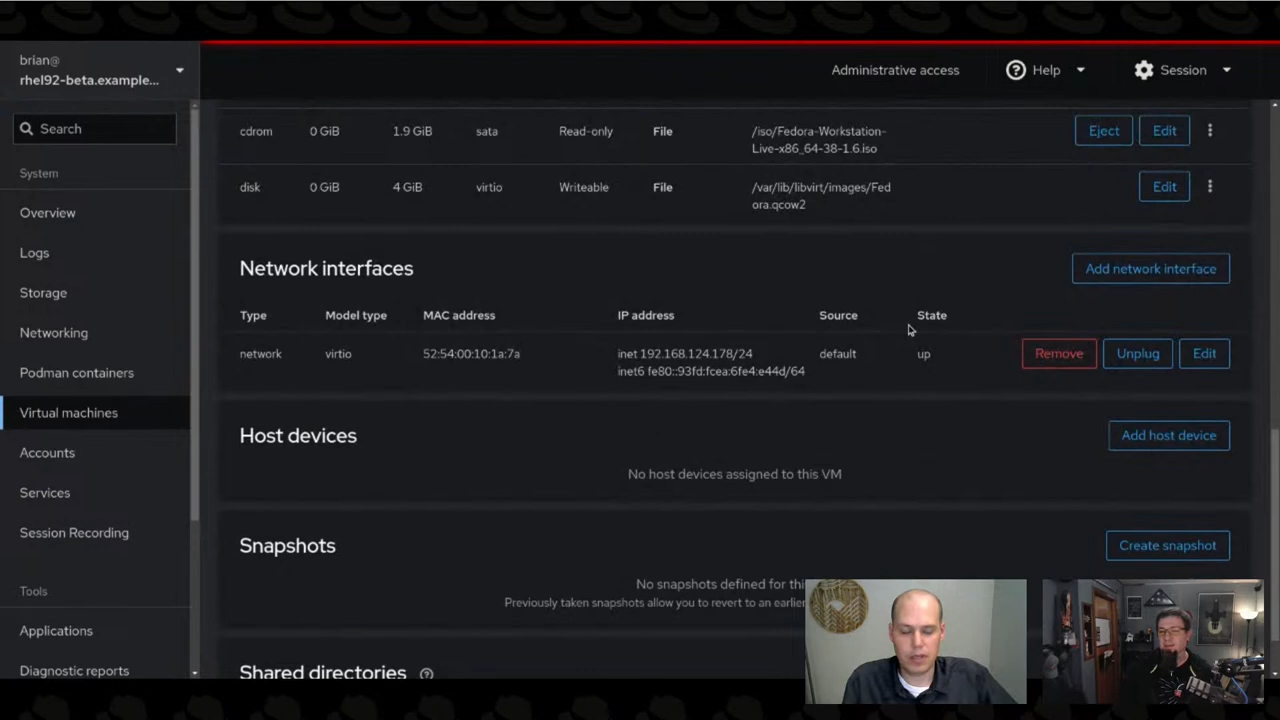 brian@
rhel92-beta.example...
Administrative access
Help
Session
Search
System
Overview
Logs
Storage
Networking
Podman containers
Virtual machines
Accounts
Services
Session Recording
Tools
Applications
Diagnostic reports
cdrom 0 GiB 1.9 GiB sata Read-only File /iso/Fedora-Workstation- Eject Edit
Live-x86_64-38-1.6.iso
disk 0 GiB 4 GiB virtio Writeable File /var/lib/libvirt/images/Fed Edit
ora.qcow2
Network interfaces Add network interface
Type Model type MAC address IP address Source State
network virtio 52:54:00:10:1a:7a inet 192.168.124.178/24 default up Remove Unplug Edit
inet6 fe80::93fd:fcea:6fe4:e44d/64
Host devices Add host device
No host devices assigned to this VM
Snapshots Create snapshot
No snapshots defined for thi
Previously taken snapshots allow you to revert to an earlier
Shared directories